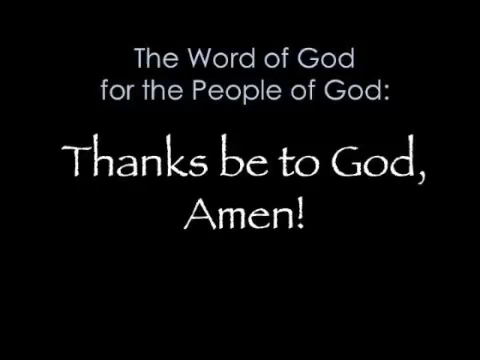 The Word of God
for the People of God:
Thanks be to God,
Amen!